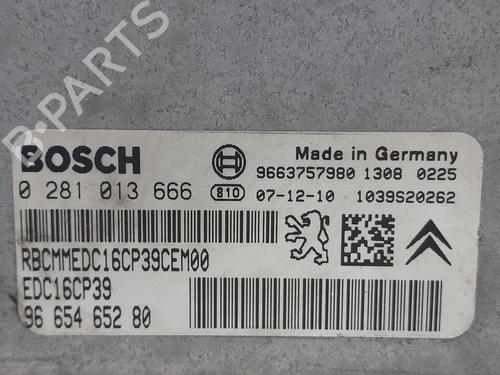 B-PARTS
BOSCH
Made in Germany
9663757980 1308 0225
0 281 013 666 810 07-12-10 1039S20262
RBCMMEDC16CP39CEM00
EDC16CP39
96 654 652 80